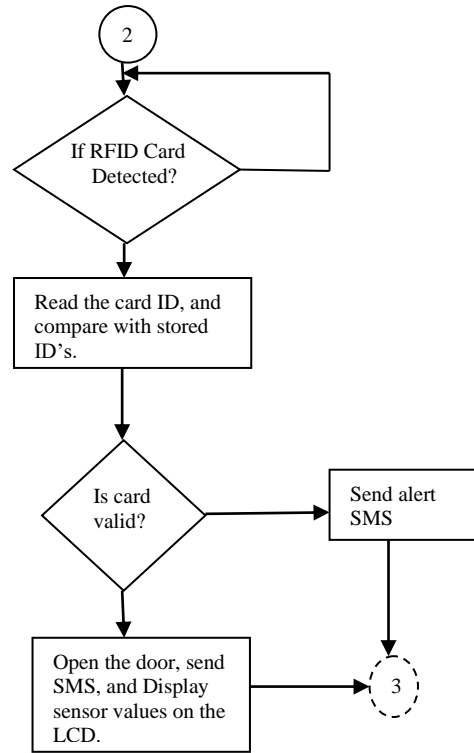 2
If RFID Card
Detected?
Read the card ID, and
compare with stored
ID’s.
Is card
valid?
Send alert
SMS
Open the door, send
SMS, and Display
sensor values on the
LCD.
3